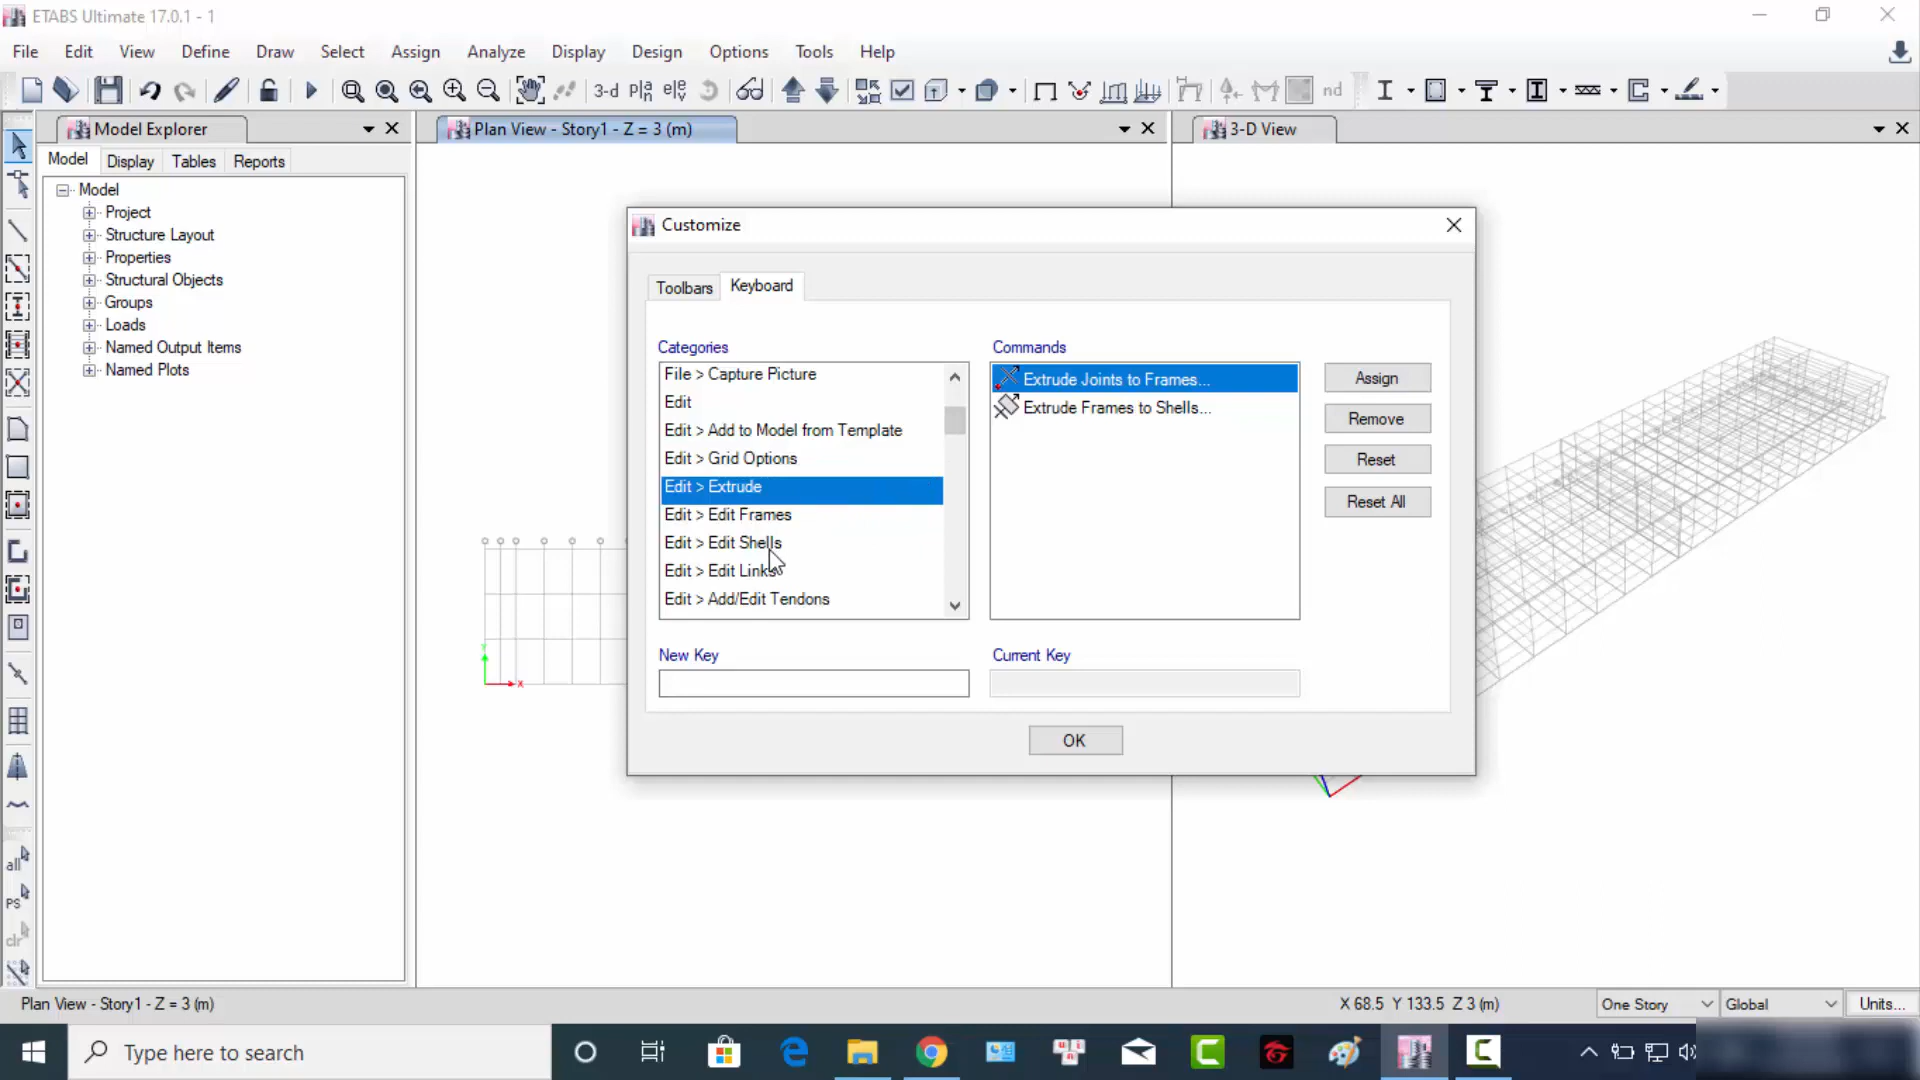 ETABS Ultimate 17.0.1 - 1
File Edit View Define Draw Select Assign Analyze Display Design Options Tools Help
3-d nd
Model Explorer
Plan View - Story1 - Z = 3 (m)
3-D View
Model Display Tables Reports
Model
Project
Structure Layout
Properties
Structural Objects
Groups
Loads
Named Output Items
Named Plots
Customize
Toolbars Keyboard
Categories
File > Capture Picture
Edit
Edit > Add to Model from Template
Edit > Grid Options
Edit > Extrude
Edit > Edit Frames
Edit > Edit Shells
Edit > Edit Links
Edit > Add/Edit Tendons
Commands
Extrude Joints to Frames...
Extrude Frames to Shells...
Assign
Remove
Reset
Reset All
New Key
Current Key
OK
Y
X
all
PS
clr
Plan View - Story1 - Z = 3 (m)
X 68.5 Y 133.5 Z 3 (m)
One Story
Global
Units...
Type here to search